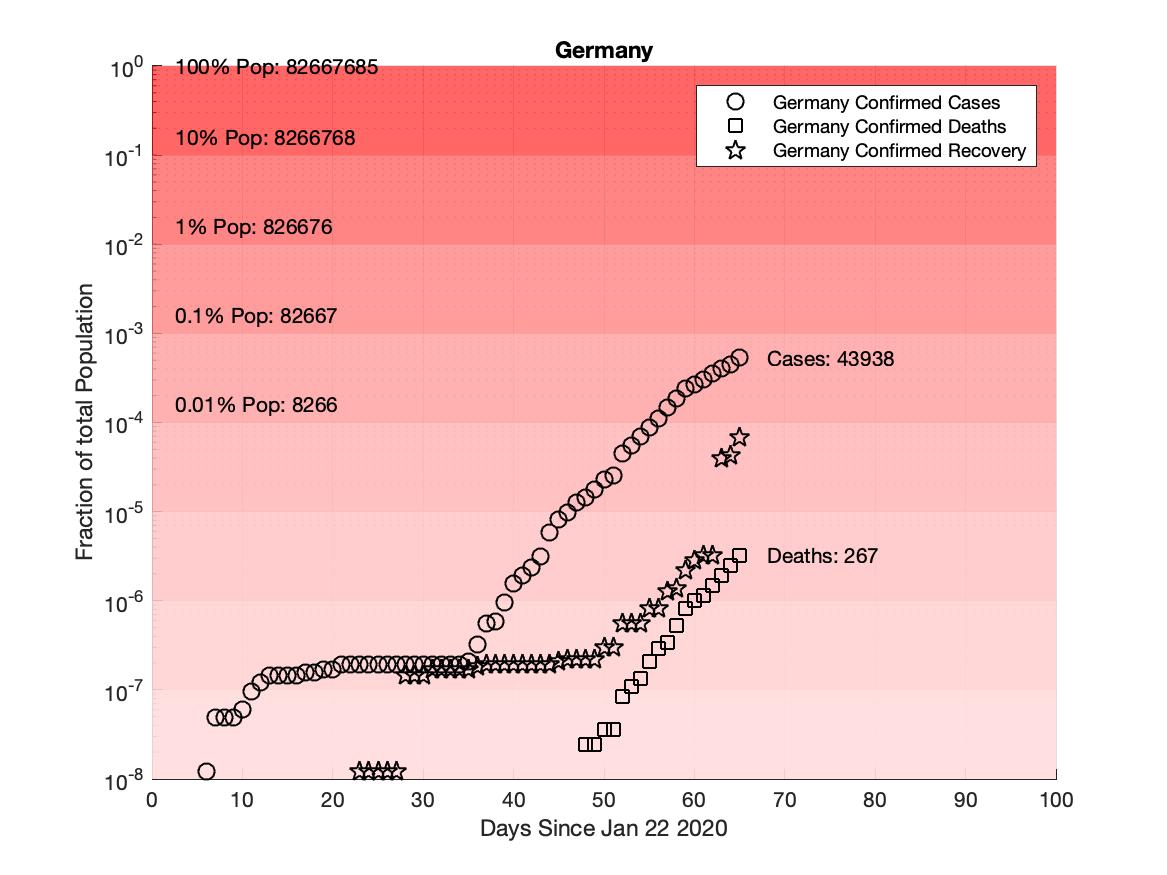 Germany
10^0
100% Pop: 82667685
Germany Confirmed Cases
Germany Confirmed Deaths
Germany Confirmed Recovery
10% Pop: 8266768
10^-1
1% Pop: 826676
10^-2
0.1% Pop: 82667
10^-3
Cases: 43938
0.01% Pop: 8266
10^-4
10^-5
Deaths: 267
10^-6
10^-7
10^-8
Fraction of total Population
0 10 20 30 40 50 60 70 80 90 100
Days Since Jan 22 2020